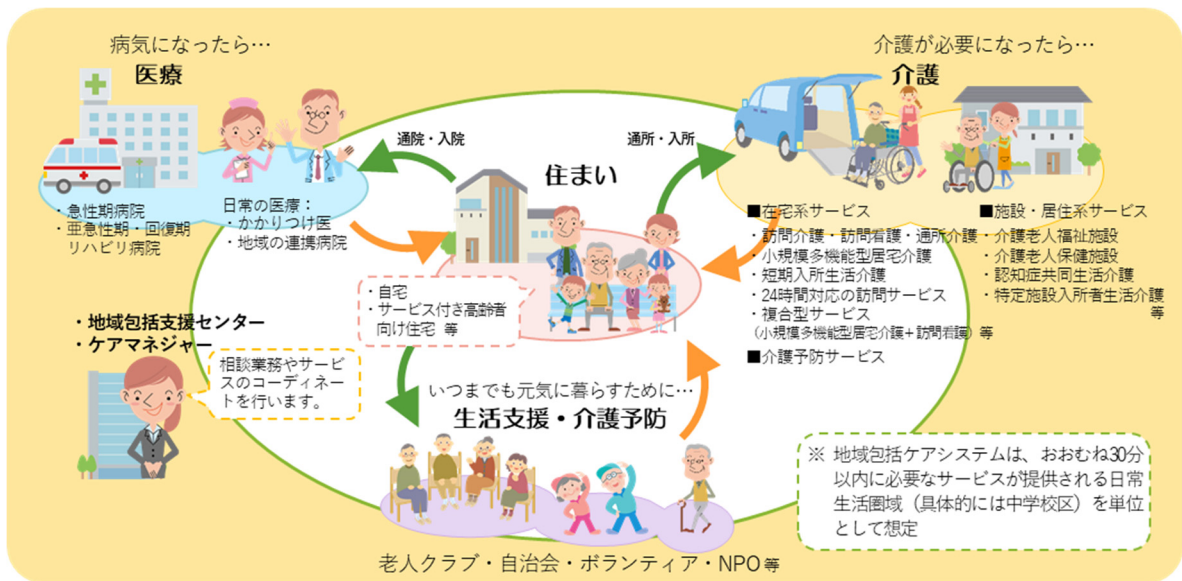 病気になったら…
医療
・急性期病院
・亜急性期・回復期
リハビリ病院
日常の医療：
・かかりつけ医
・地域の連携病院
通院・入院
住まい
・自宅
・サービス付き高齢者
向け住宅 等
通所・入所
介護が必要になったら…
介護
■在宅系サービス
・訪問介護・訪問看護・通所介護
・小規模多機能型居宅介護
・短期入所生活介護
・24時間対応の訪問サービス
・複合型サービス
（小規模多機能型居宅介護＋訪問看護）等
■介護予防サービス
■施設・居住系サービス
・介護老人福祉施設
・介護老人保健施設
・認知症共同生活介護
・特定施設入所者生活介護
等
・地域包括支援センター
・ケアマネジャー
相談業務やサービ
スのコーディネー
トを行います。
いつまでも元気に暮らすために…
生活支援・介護予防
老人クラブ・自治会・ボランティア・NPO等
※ 地域包括ケアシステムは、おおむね30分
以内に必要なサービスが提供される日常
生活圏域（具体的には中学校区）を単位
として想定